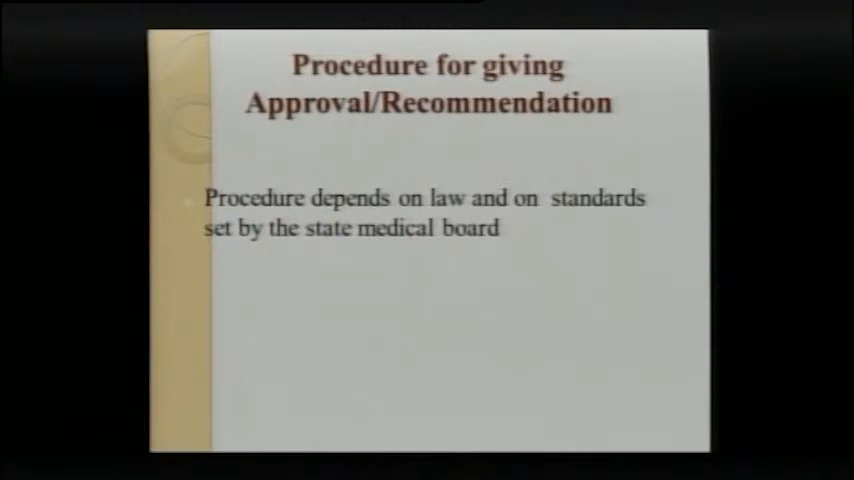 Procedure for giving
Approval/Recommendation
Procedure depends on law and on standards
set by the state medical board